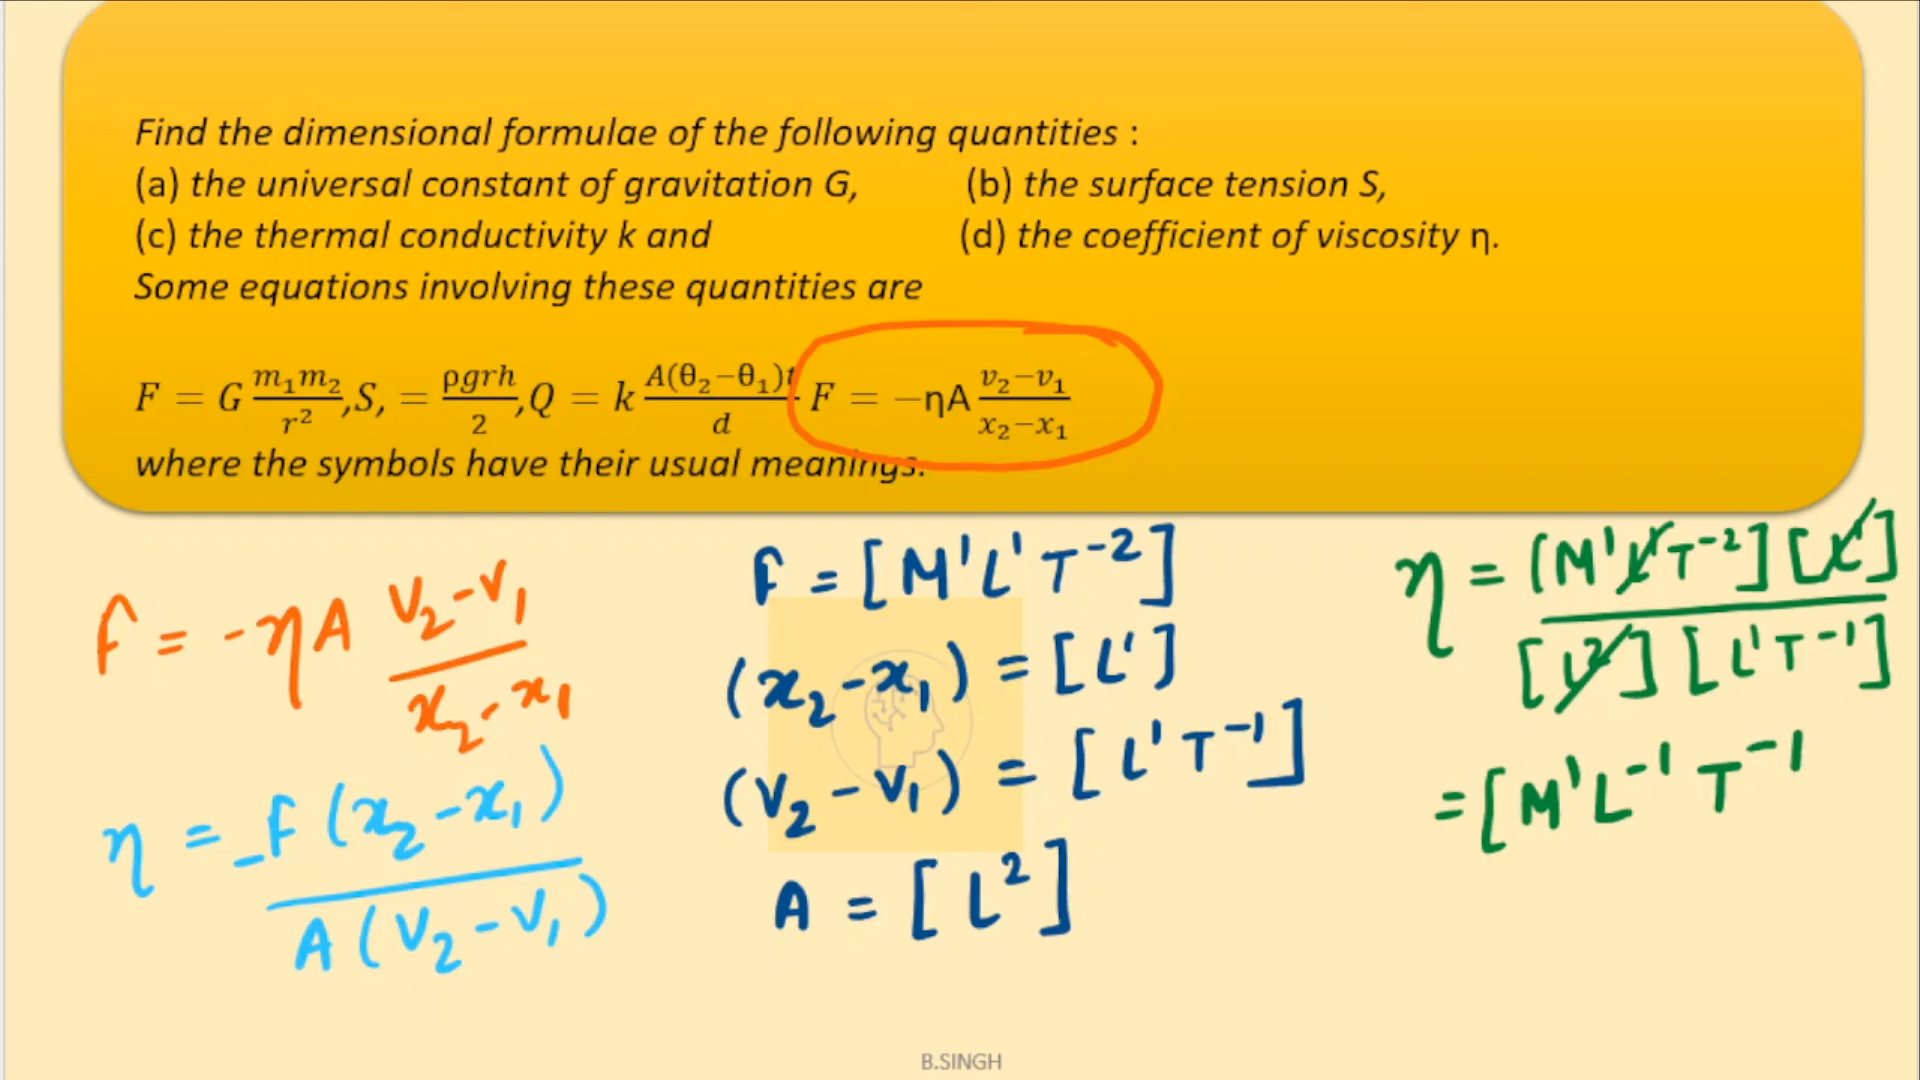 Find the dimensional formulae of the following quantities :
(a) the universal constant of gravitation G, (b) the surface tension S,
(c) the thermal conductivity k and (d) the coefficient of viscosity η.
Some equations involving these quantities are
F = G m₁m₂/r² ,S, = ρgrh/2 ,Q = k A(θ₂−θ₁)t/d F = −ηA v₂−v₁/x₂−x₁
where the symbols have their usual meanings.
F = -ηA V₂-V₁/x₂-x₁
η = -F(x₂-x₁)/A(V₂-V₁)
F = [M¹L¹T⁻²]
(x₂-x₁) = [L¹]
(V₂-V₁) = [L¹T⁻¹]
A = [L²]
η = [M¹L¹T⁻²][L¹]/[L²][L¹T⁻¹]
= [M¹L⁻¹T⁻¹
B.SINGH